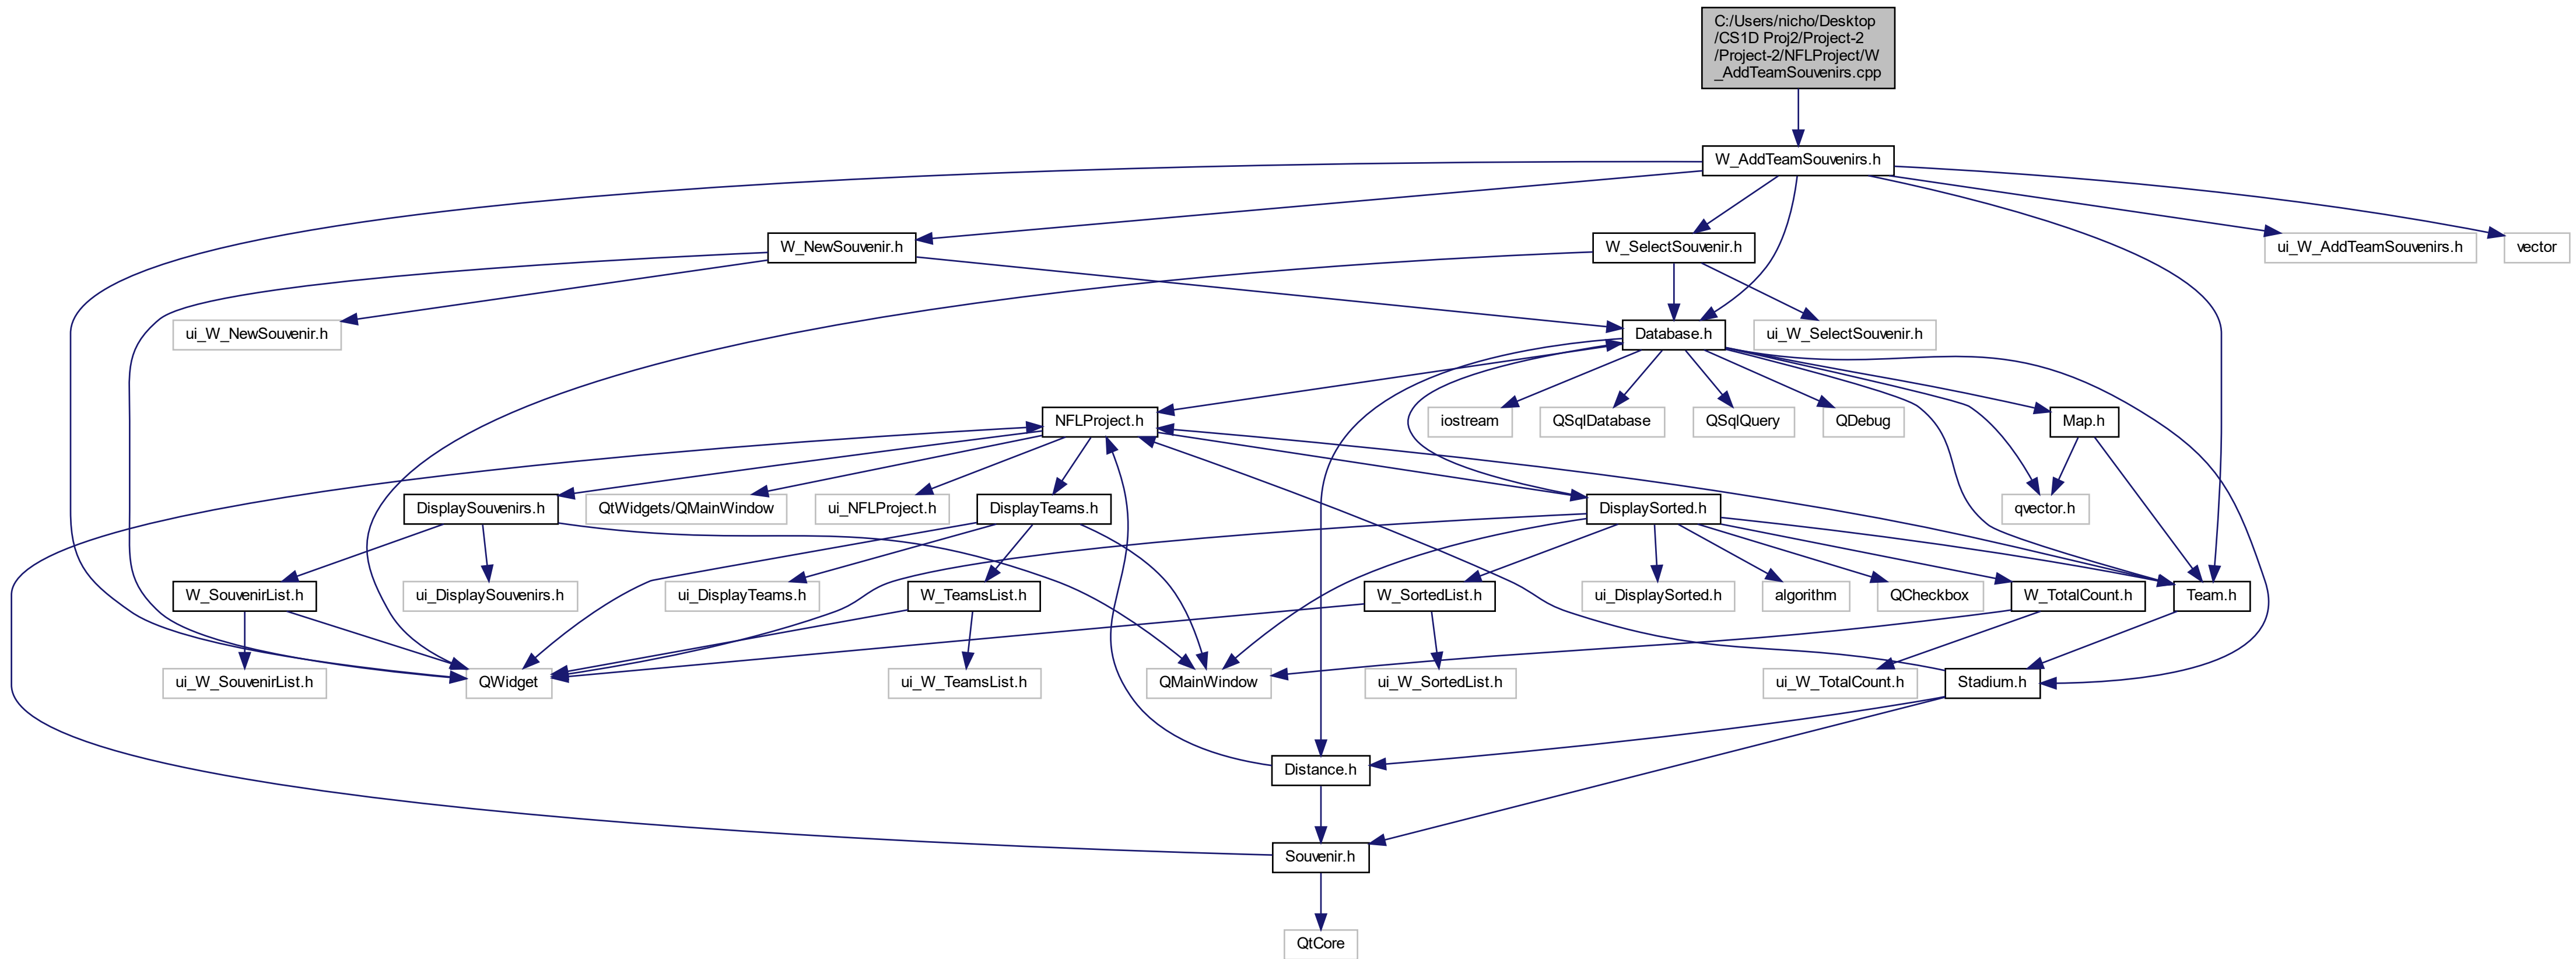 C:/Users/nicho/Desktop
/CS1D Proj2/Project-2
/Project-2/NFLProject/W
_AddTeamSouvenirs.cpp
W_AddTeamSouvenirs.h
W_NewSouvenir.h
W_SelectSouvenir.h
ui_W_AddTeamSouvenirs.h
vector
ui_W_NewSouvenir.h
Database.h
ui_W_SelectSouvenir.h
NFLProject.h
iostream
QSqlDatabase
QSqlQuery
QDebug
Map.h
DisplaySouvenirs.h
QtWidgets/QMainWindow
ui_NFLProject.h
DisplayTeams.h
DisplaySorted.h
qvector.h
W_SouvenirList.h
ui_DisplaySouvenirs.h
ui_DisplayTeams.h
W_TeamsList.h
W_SortedList.h
ui_DisplaySorted.h
algorithm
QCheckbox
W_TotalCount.h
Team.h
ui_W_SouvenirList.h
QWidget
ui_W_TeamsList.h
QMainWindow
ui_W_SortedList.h
ui_W_TotalCount.h
Stadium.h
Distance.h
Souvenir.h
QtCore